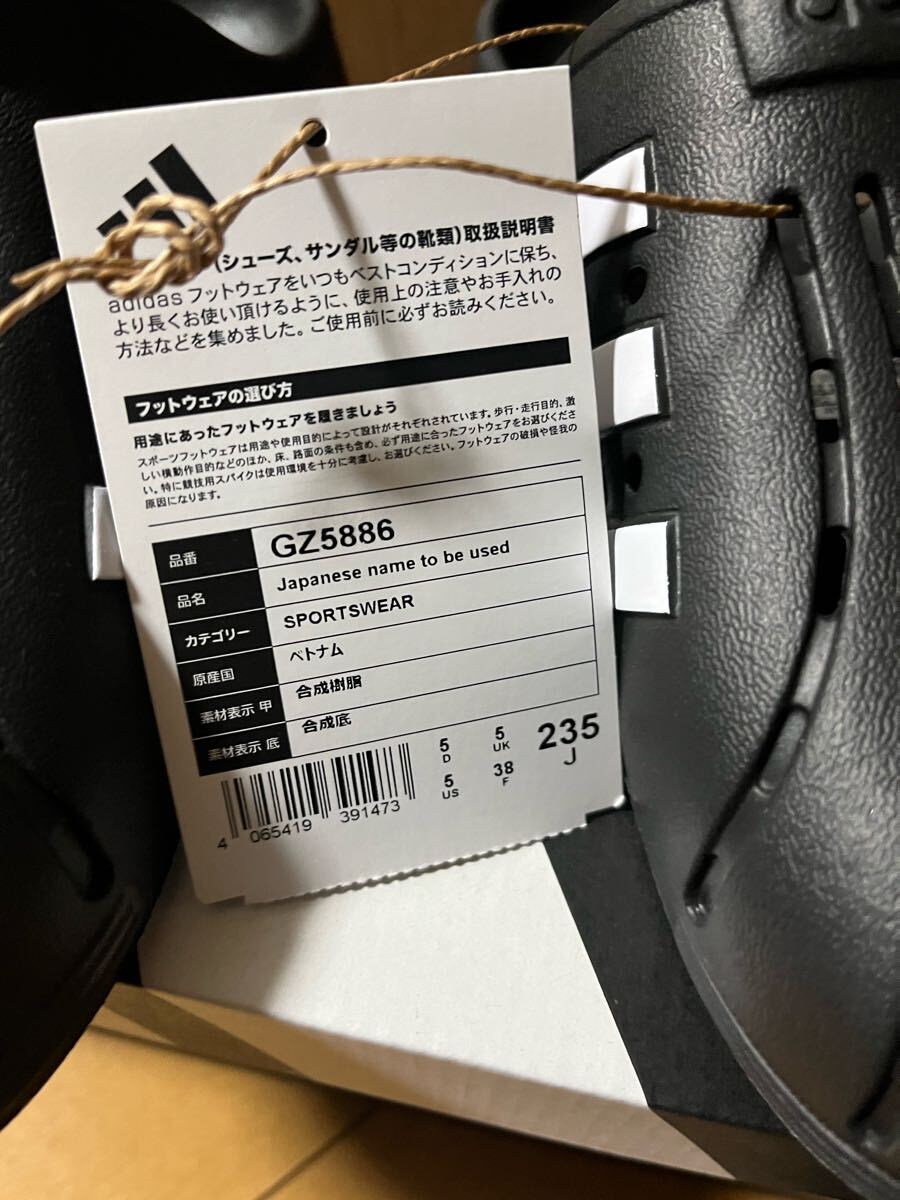 (シューズ、サンダル等の靴類)取扱説明書
adidas フットウェアをいつもベストコンディションに保ち、
より長くお使い頂けるように、使用上の注意やお手入れの
方法などを集めました。ご使用前に必ずお読みください。
フットウェアの選び方
用途にあったフットウェアを履きましょう
スポーツフットウェアは用途や使用目的によって設計がそれぞれされています。歩行・走行目的、激
しい横動作目的などのほか、床、路面の条件も含め、必ず用途に合ったフットウェアをお選びくださ
い。特に競技用スパイクは使用環境を十分に考慮し、お選びください。フットウェアの破損や怪我の
原因になります。
品番 GZ5886
品名 Japanese name to be used
カテゴリー SPORTSWEAR
原産国 ベトナム
素材表示 甲 合成樹脂
素材表示 底 合成底
5 D 5 UK 235 J
5 US 38 F
4 065419 391473